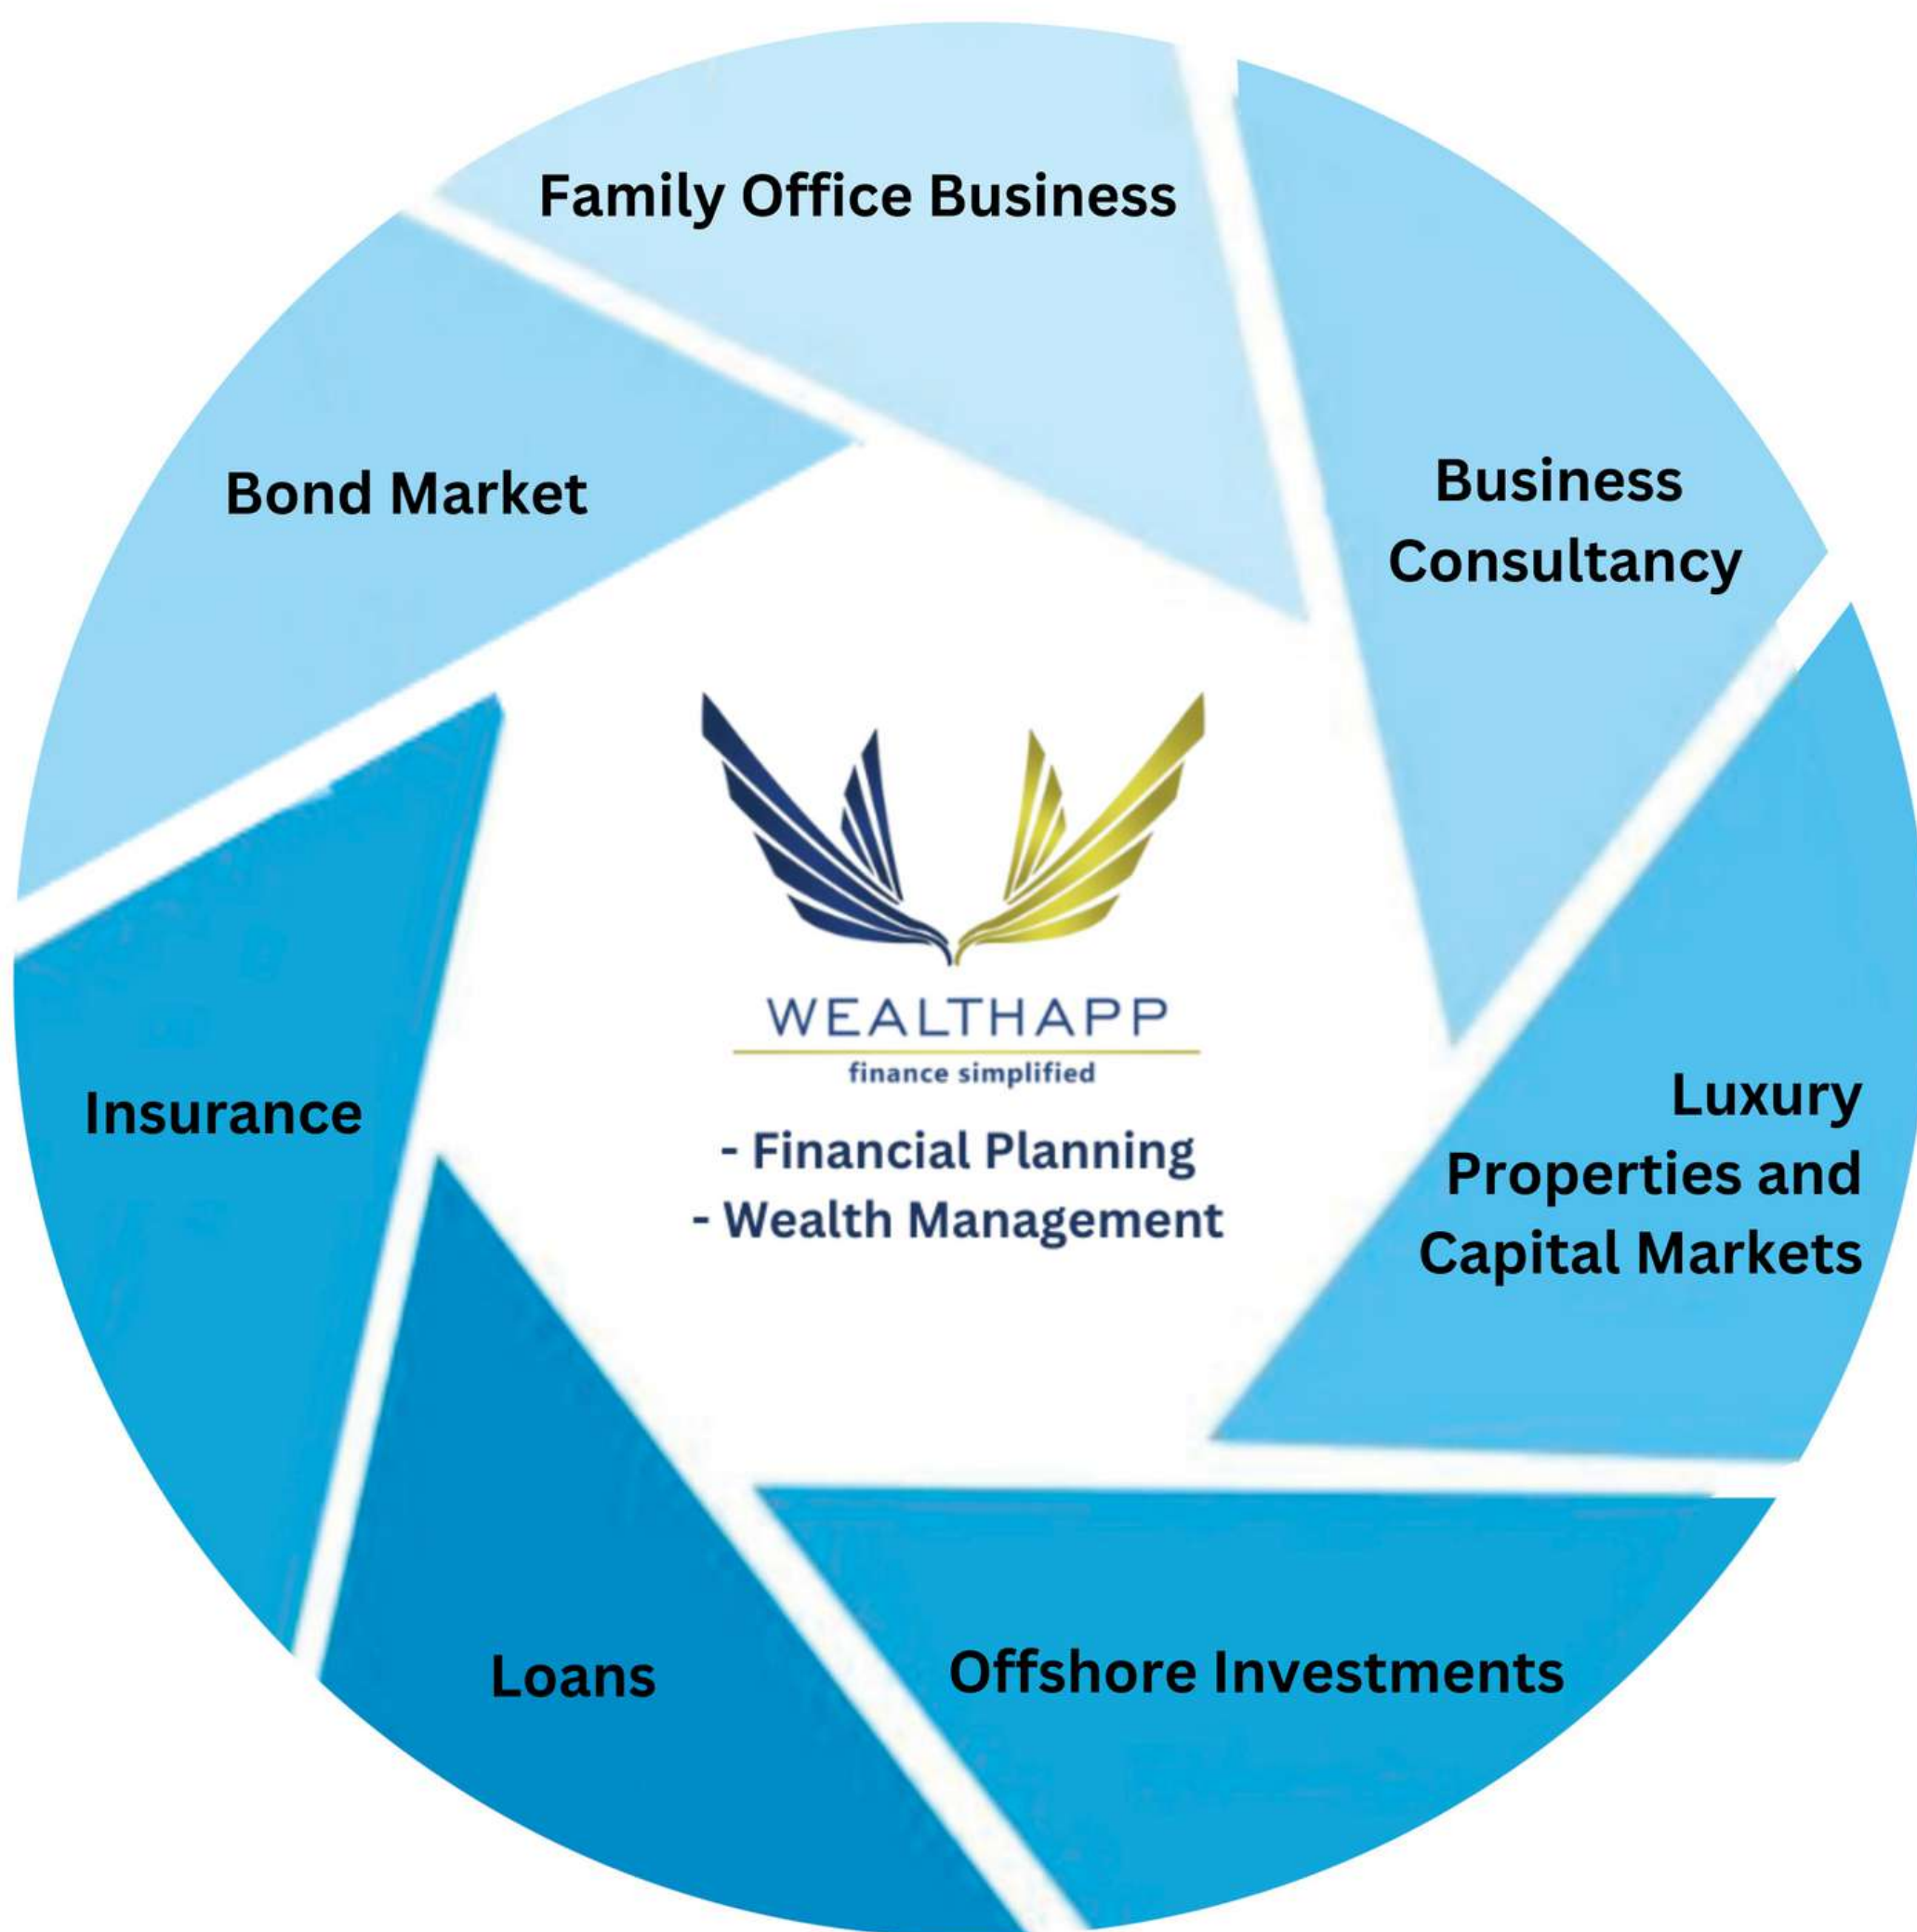 Family Office Business
Bond Market
Business
Consultancy
WEALTHAPP
finance simplified
Insurance
- Financial Planning
- Wealth Management
Luxury
Properties and
Capital Markets
Loans
Offshore Investments